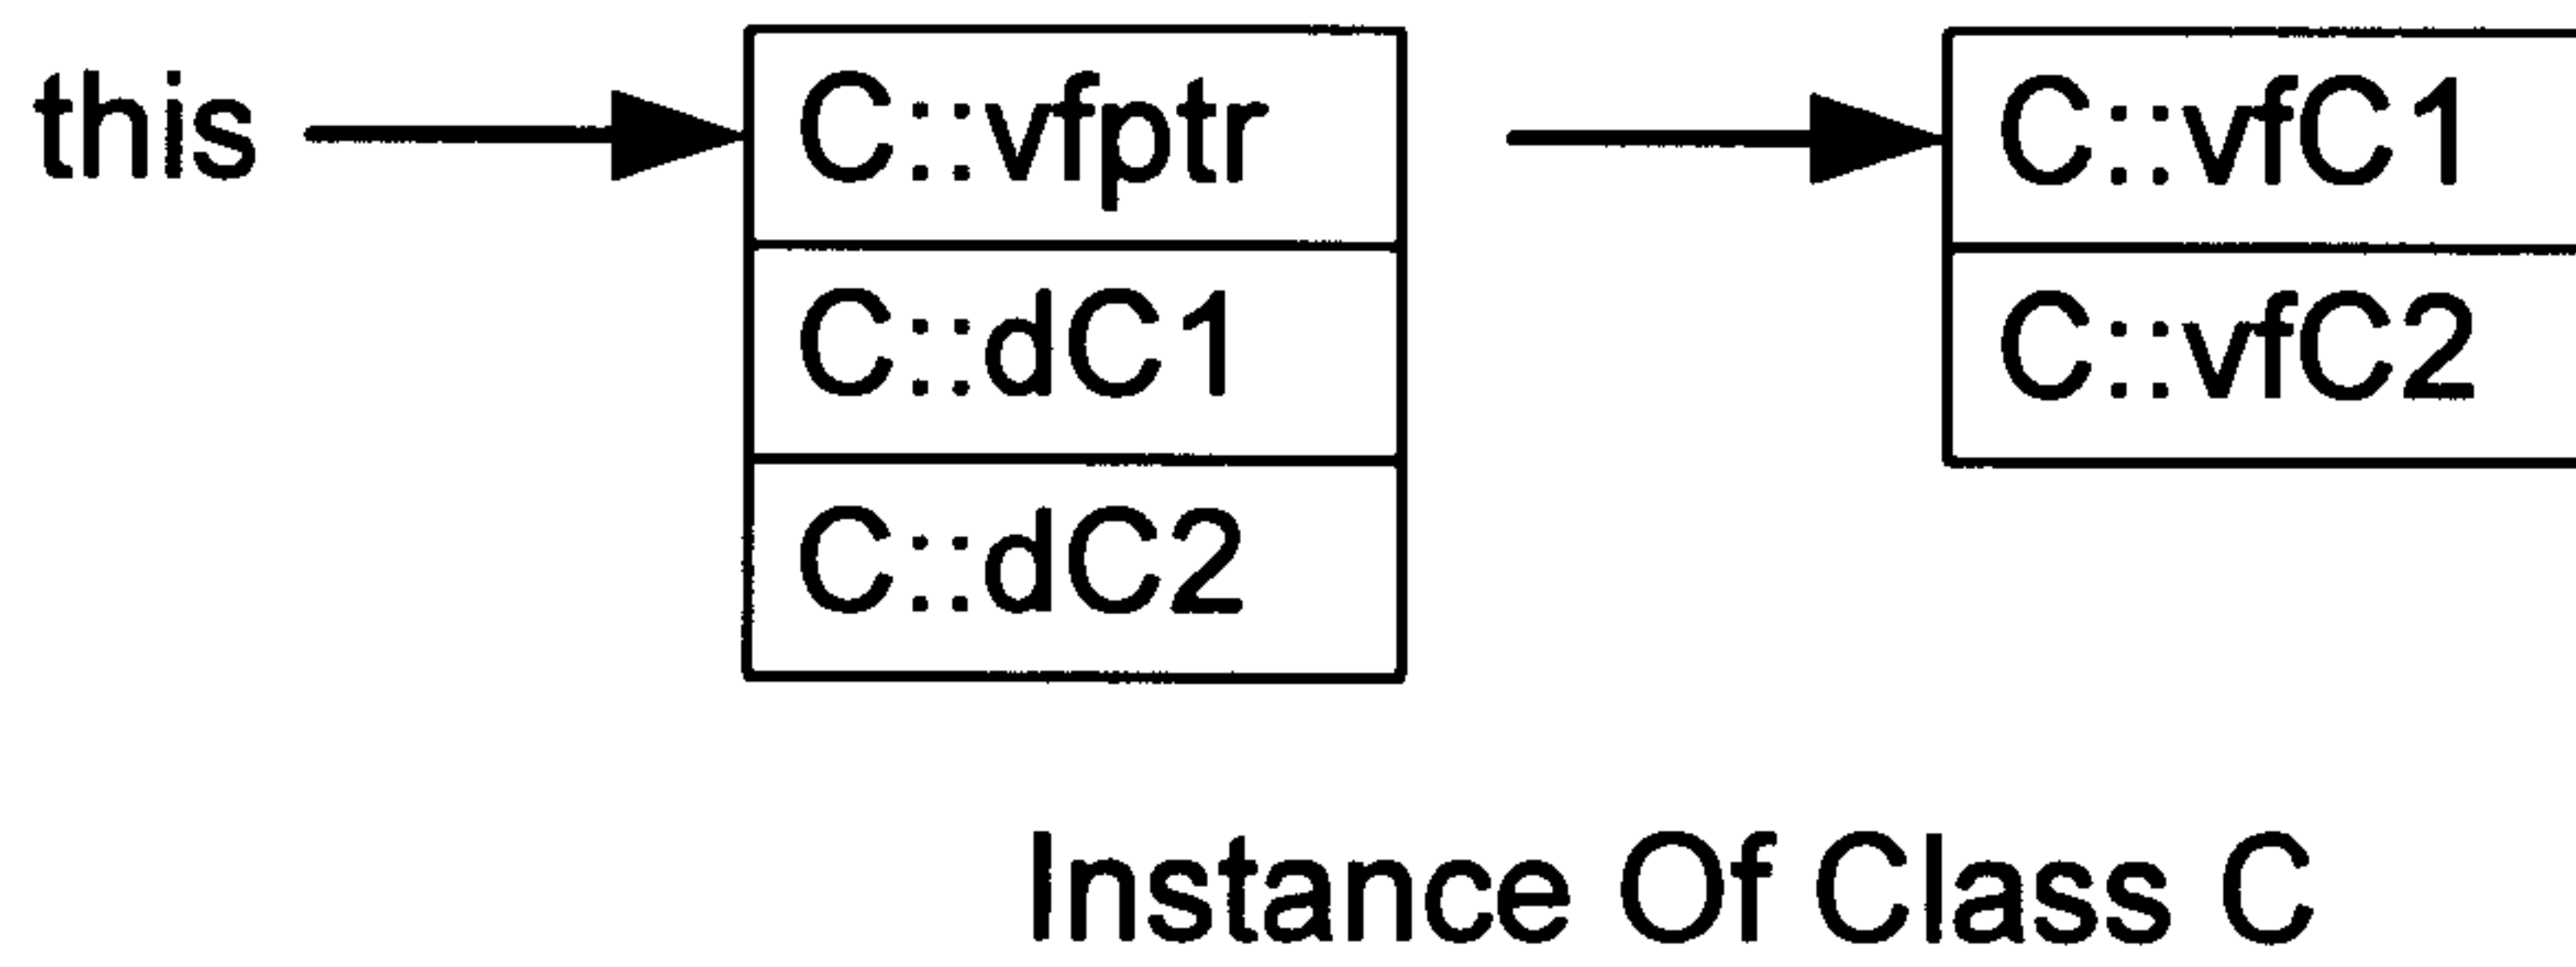 this
C::vfptr
C::dC1
C::dC2
C::vfC1
C::vfC2
Instance Of Class C